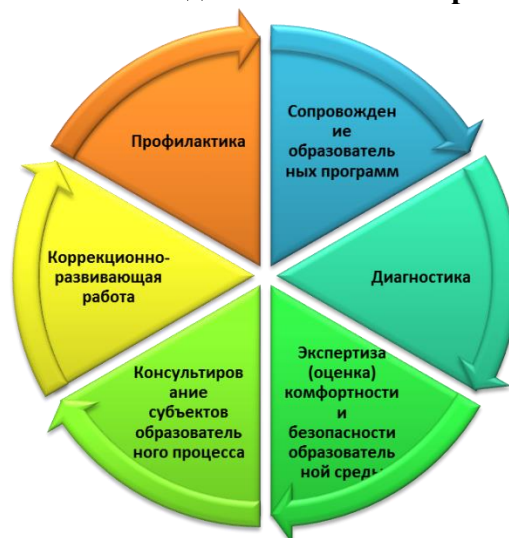 Профилактика
Сопровожден
ие
образователь
ных программ
Диагностика
Экспертиза
(оценка)
комфортности
и
безопасности
образователь
ной среды
Консультиров
ание
субъектов
образователь
ного процесса
Коррекционно-
развивающая
работа